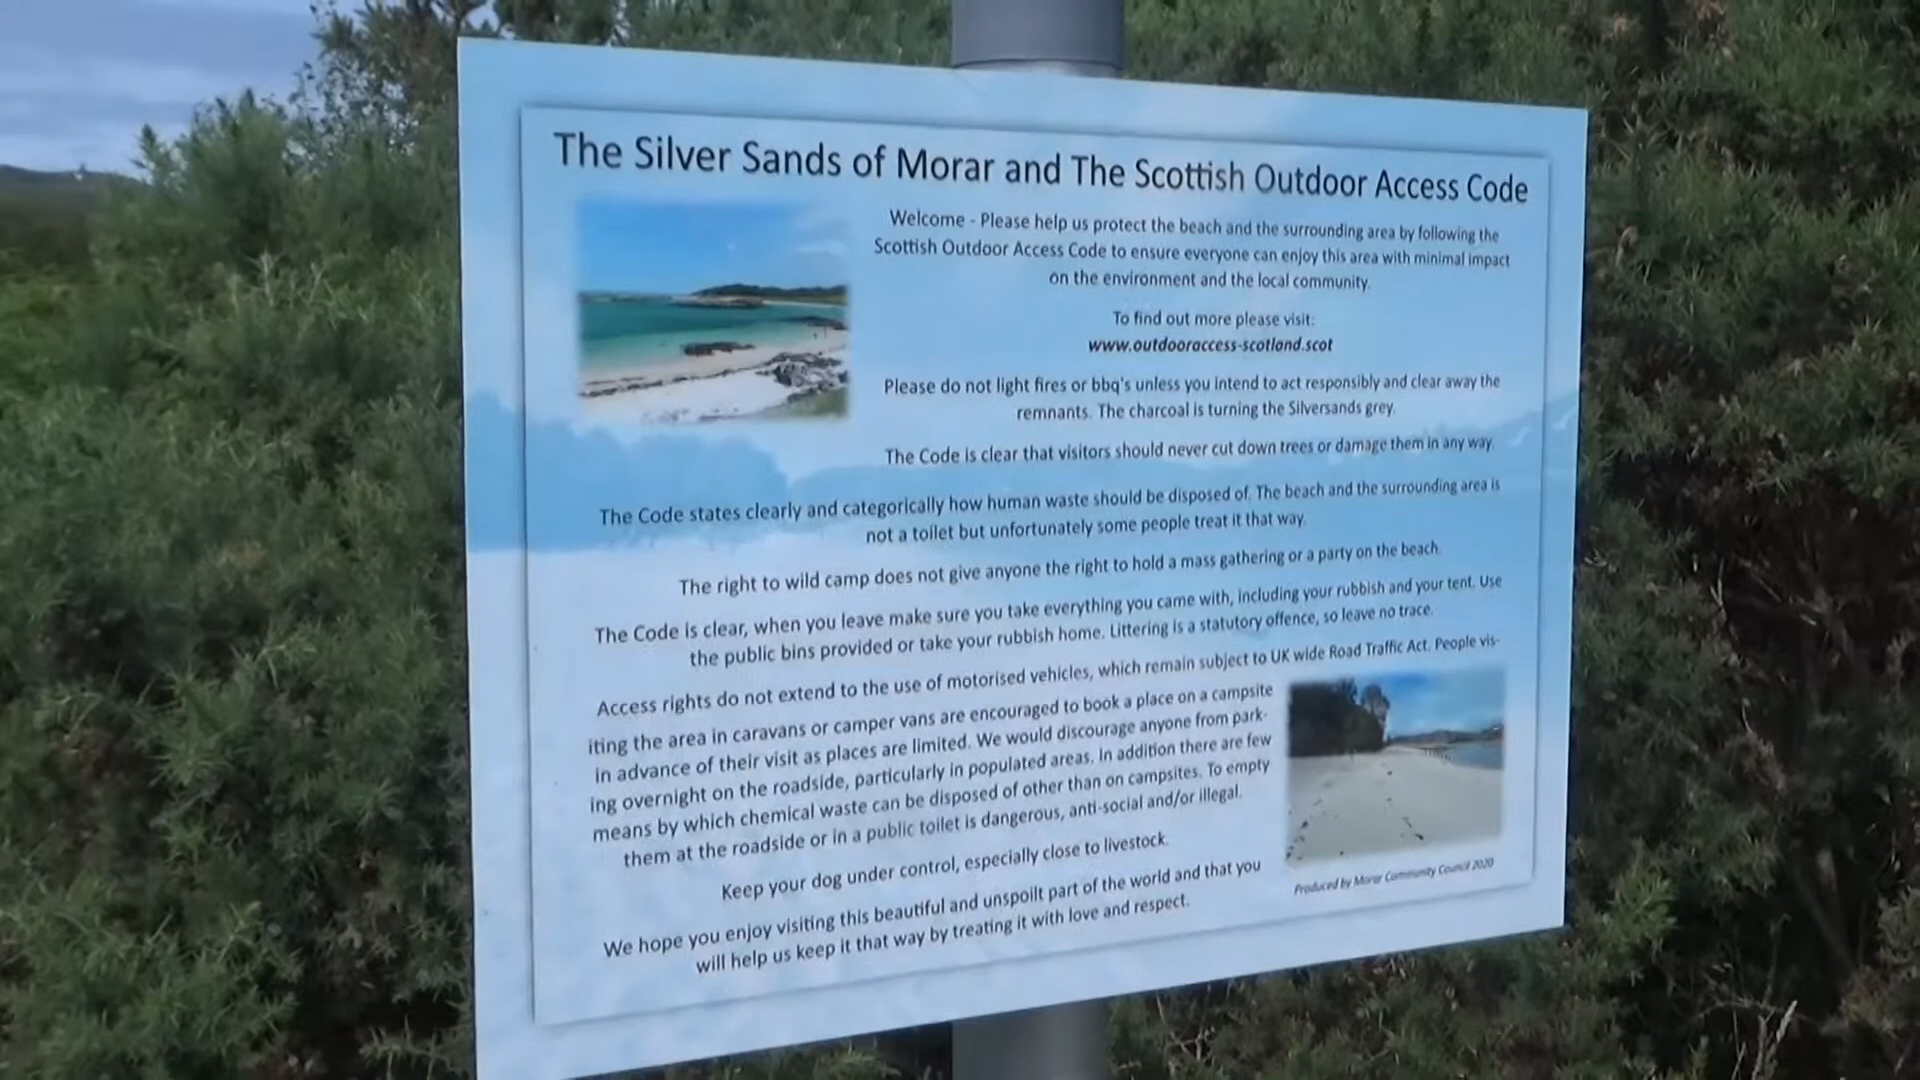 The Silver Sands of Morar and The Scottish Outdoor Access Code
Welcome - Please help us protect the beach and the surrounding area by following the
Scottish Outdoor Access Code to ensure everyone can enjoy this area with minimal impact
on the environment and the local community.
To find out more please visit:
www.outdooraccess-scotland.scot
Please do not light fires or bbq's unless you intend to act responsibly and clear away the
remnants. The charcoal is turning the Silversands grey.
The Code is clear that visitors should never cut down trees or damage them in any way.
The Code states clearly and categorically how human waste should be disposed of. The beach and the surrounding area is
not a toilet but unfortunately some people treat it that way.
The right to wild camp does not give anyone the right to hold a mass gathering or a party on the beach.
The Code is clear, when you leave make sure you take everything you came with, including your rubbish and your tent. Use
the public bins provided or take your rubbish home. Littering is a statutory offence, so leave no trace.
Access rights do not extend to the use of motorised vehicles, which remain subject to UK wide Road Traffic Act. People vis-
iting the area in caravans or camper vans are encouraged to book a place on a campsite
in advance of their visit as places are limited. We would discourage anyone from park-
ing overnight on the roadside, particularly in populated areas. In addition there are few
means by which chemical waste can be disposed of other than on campsites. To empty
them at the roadside or in a public toilet is dangerous, anti-social and/or illegal.
Keep your dog under control, especially close to livestock.
We hope you enjoy visiting this beautiful and unspoilt part of the world and that you
will help us keep it that way by treating it with love and respect.
Produced by Morar Community Council 2020